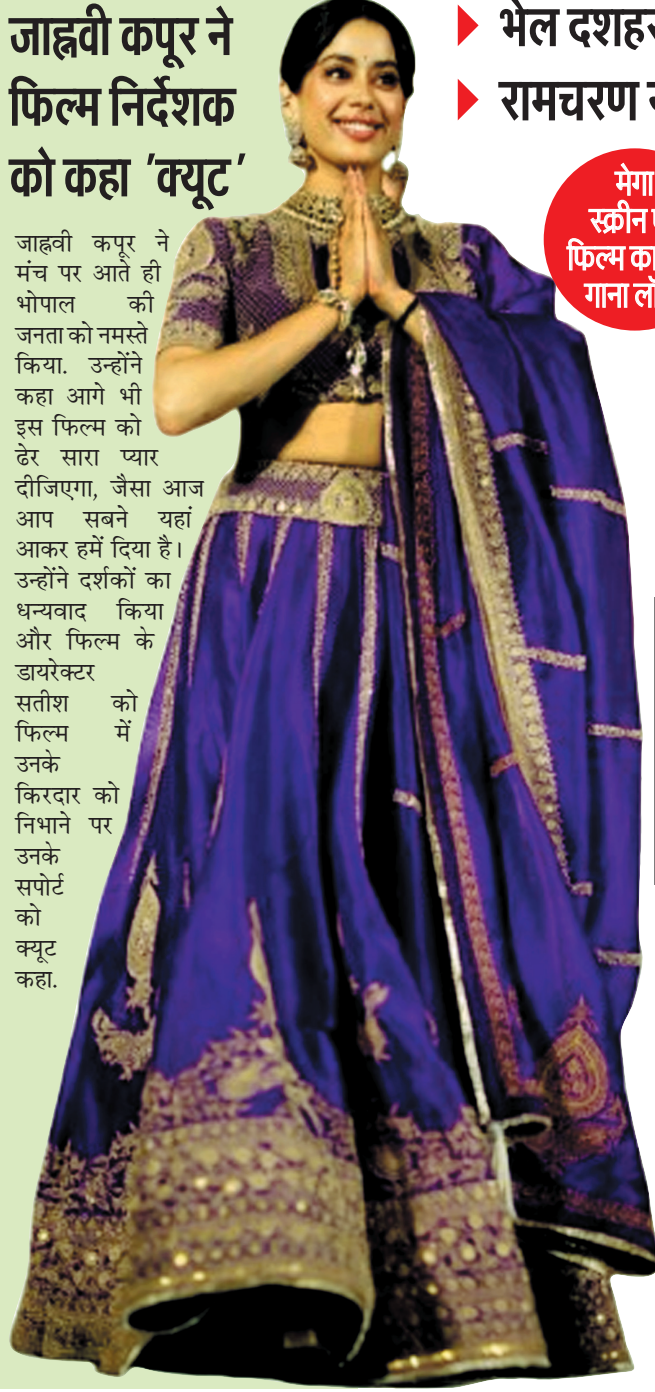 जाह्नवी कपूर ने
फिल्म निर्देशक
को कहा 'क्यूट'
जाह्नवी कपूर ने
मंच पर आते ही
भोपाल की
जनता को नमस्ते
किया. उन्होंने
कहा आगे भी
इस फिल्म को
ढेर सारा प्यार
दीजिएगा, जैसा आज
आप सबने यहां
आकर हमें दिया है।
उन्होंने दर्शकों का
धन्यवाद किया
और फिल्म के
डायरेक्टर
सतीश को
फिल्म में
उनके
किरदार को
निभाने पर
उनके
सपोर्ट
को
क्यूट
कहा.
भेल
रामचरण
मेगा
स्क्रीन
फिल्म का
गाना